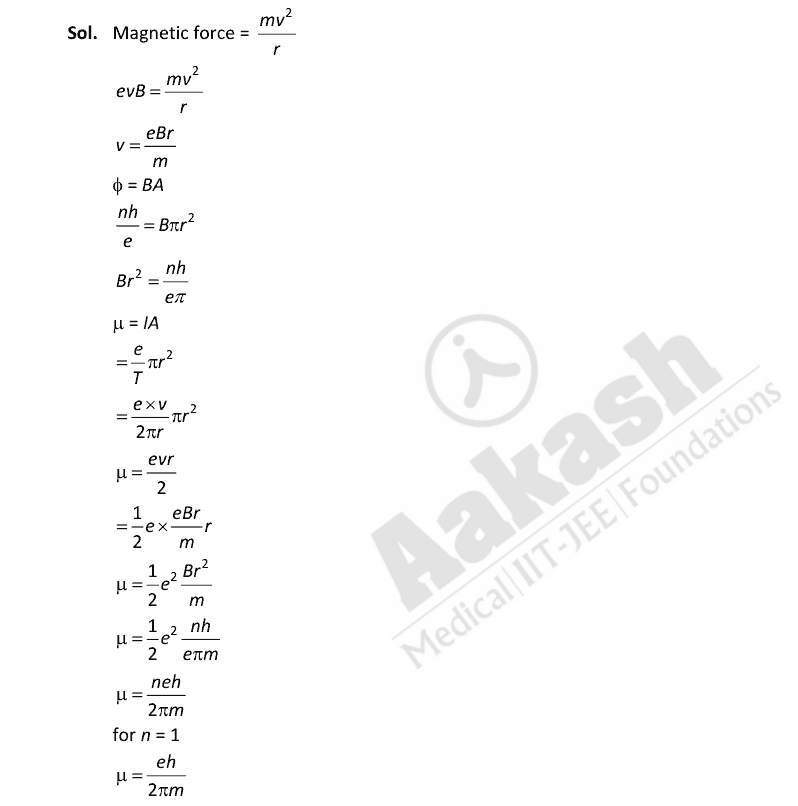 Sol. Magnetic force = mv²/r
evB = mv²/r
v = eBr/m
ϕ = BA
nh/e = Bπr²
Br² = nh/eπ
μ = IA
= e/T πr²
= e×v/2πr πr²
μ = evr/2
= 1/2 e × eBr/m r
μ = 1/2 e² Br²/m
μ = 1/2 e² nh/eπm
μ = neh/2πm
for n = 1
μ = eh/2πm
Aakash
Medical|IIT-JEE|Foundations